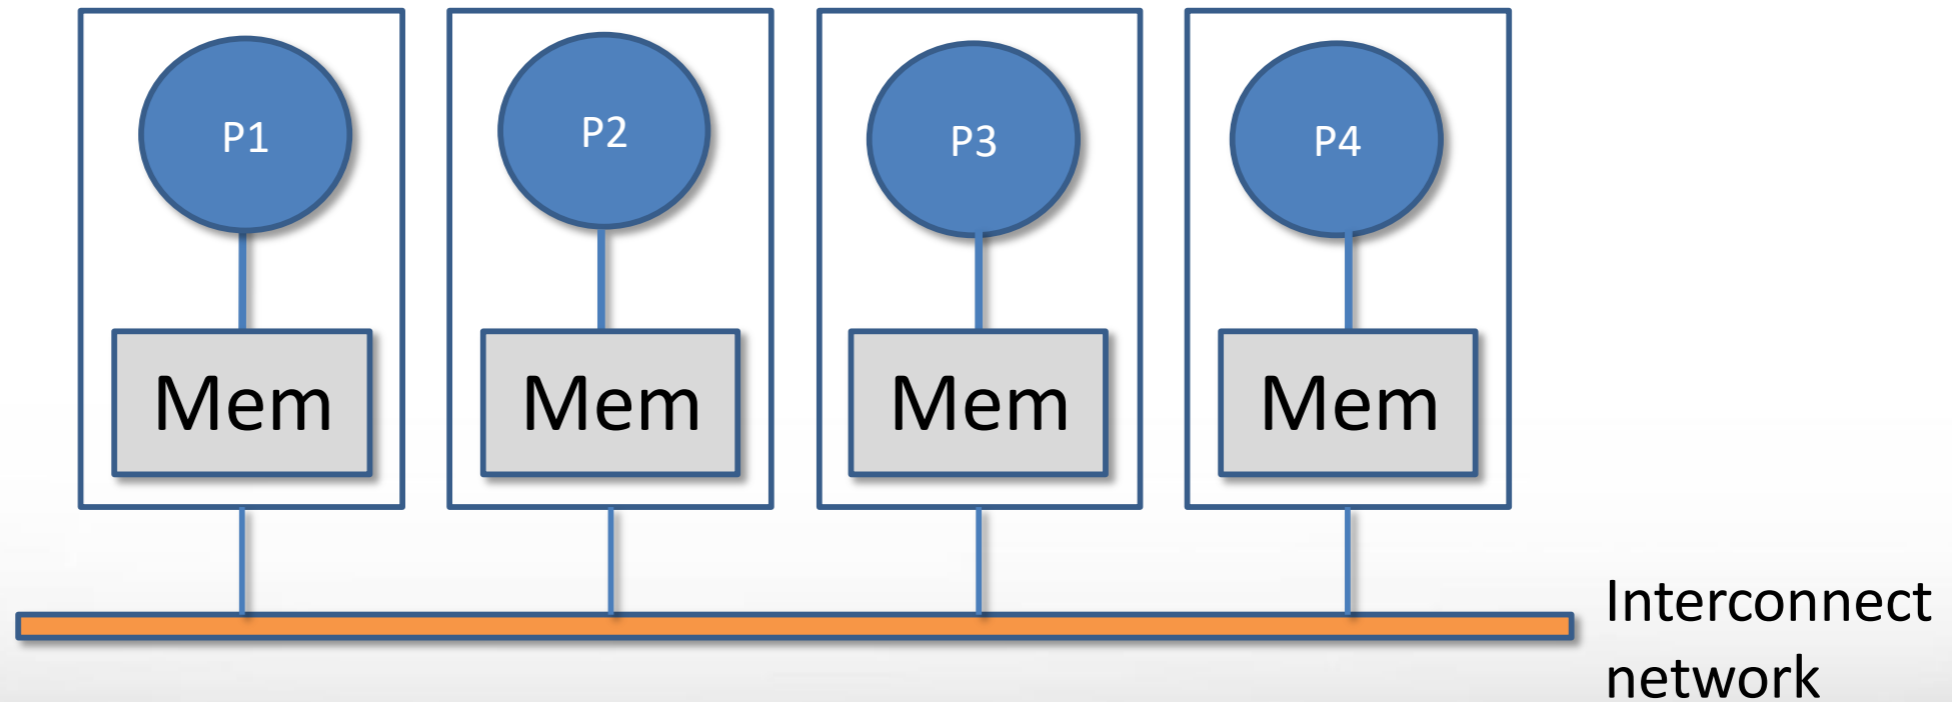 P1
P2
P3
P4
Mem
Mem
Mem
Mem
Interconnect
network